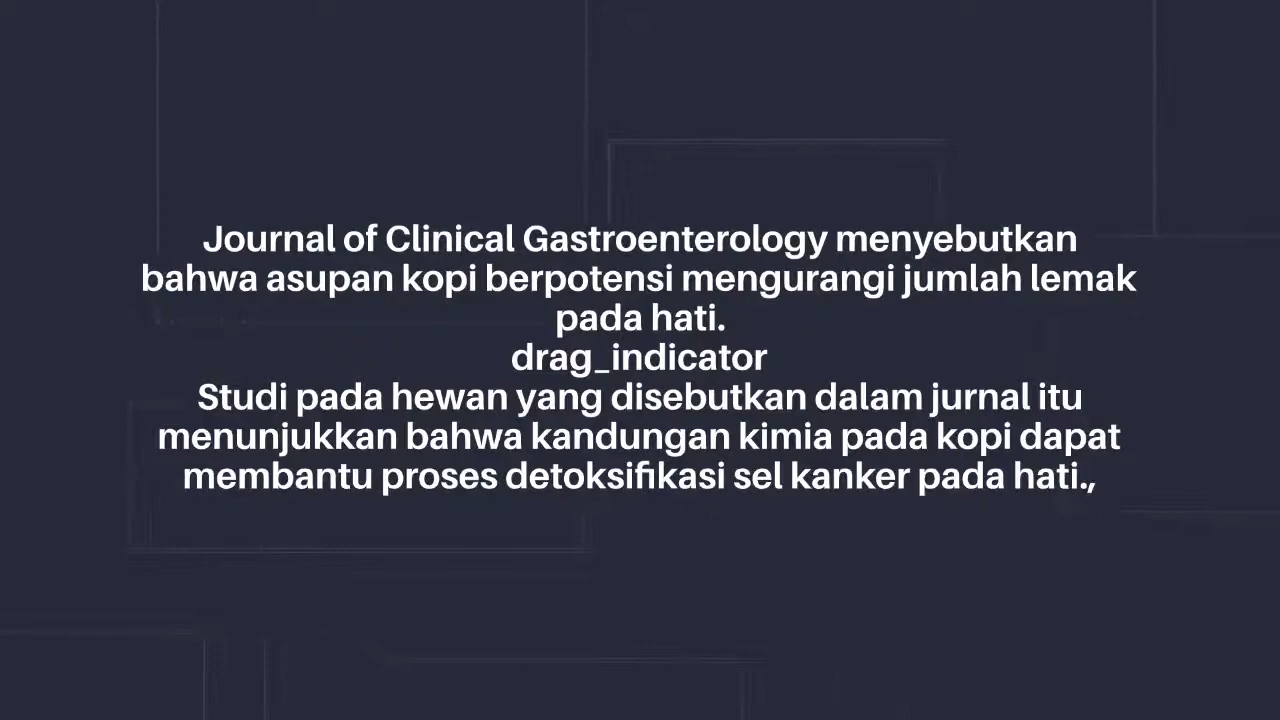 Journal of Clinical Gastroenterology menyebutkan
bahwa asupan kopi berpotensi mengurangi jumlah lemak
pada hati.
drag_indicator
Studi pada hewan yang disebutkan dalam jurnal itu
menunjukkan bahwa kandungan kimia pada kopi dapat
membantu proses detoksifikasi sel kanker pada hati.,